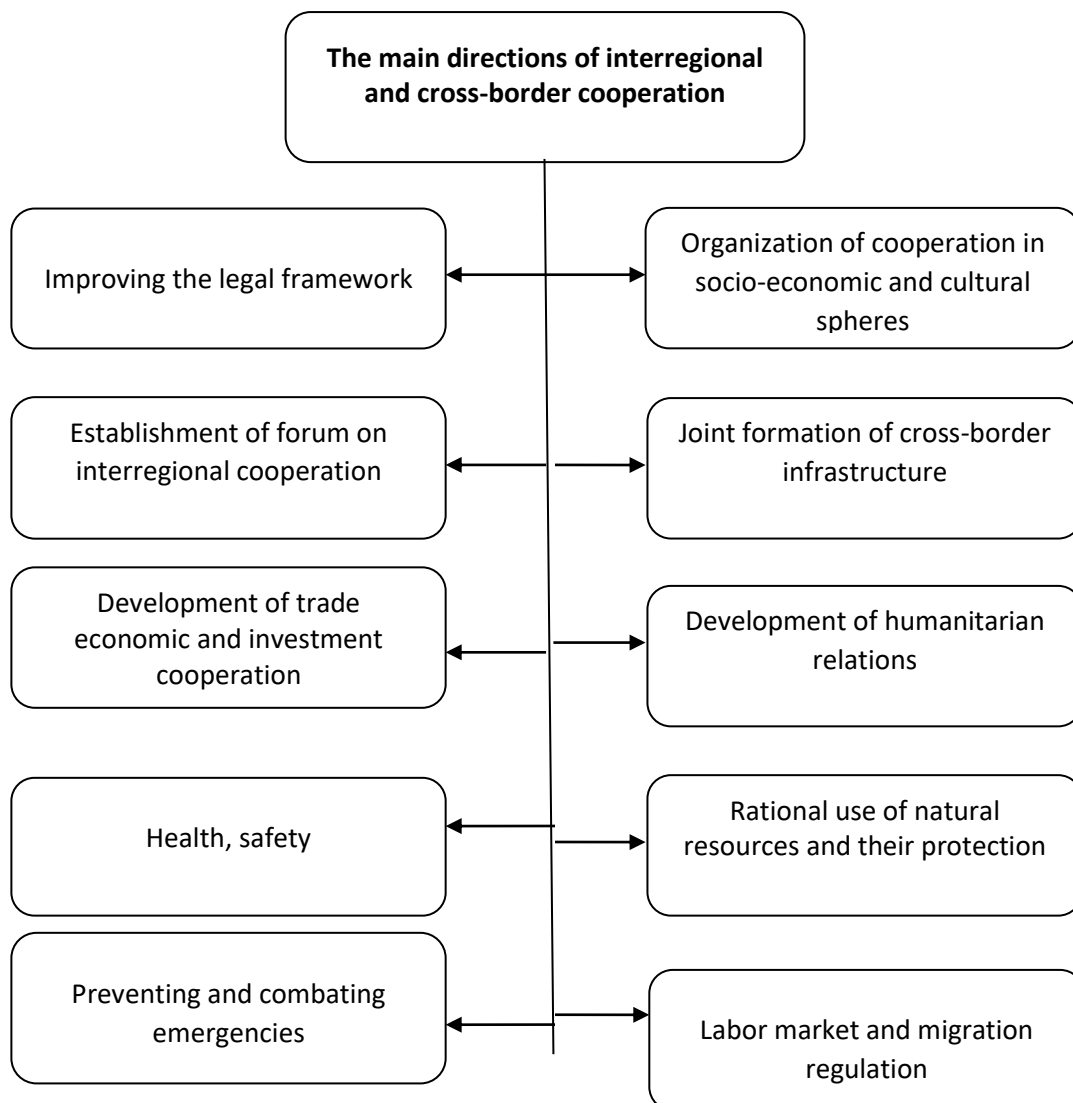 The main directions of interregional
and cross-border cooperation
Improving the legal framework
Organization of cooperation in
socio-economic and cultural
spheres
Establishment of forum on
interregional cooperation
Joint formation of cross-border
infrastructure
Development of trade
economic and investment
cooperation
Development of humanitarian
relations
Health, safety
Rational use of natural
resources and their protection
Preventing and combating
emergencies
Labor market and migration
regulation